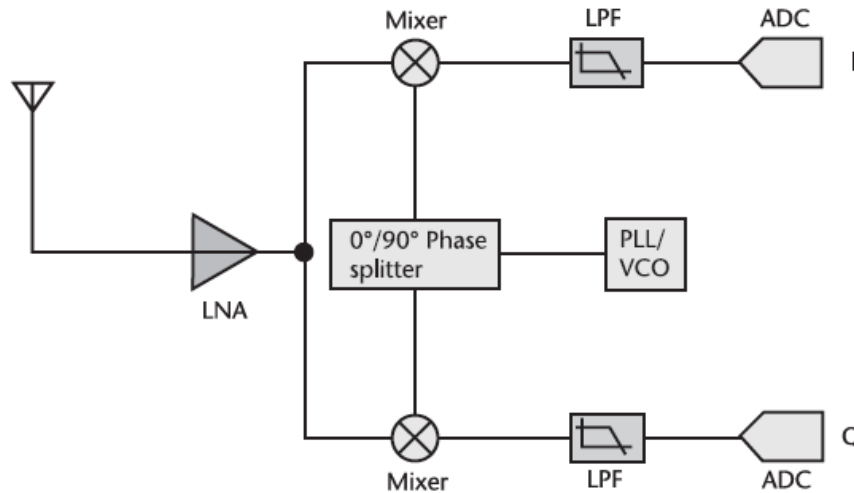 Mixer
LPF
ADC
0°/90° Phase
splitter
PLL/
VCO
LNA
Q
Mixer
LPF
ADC